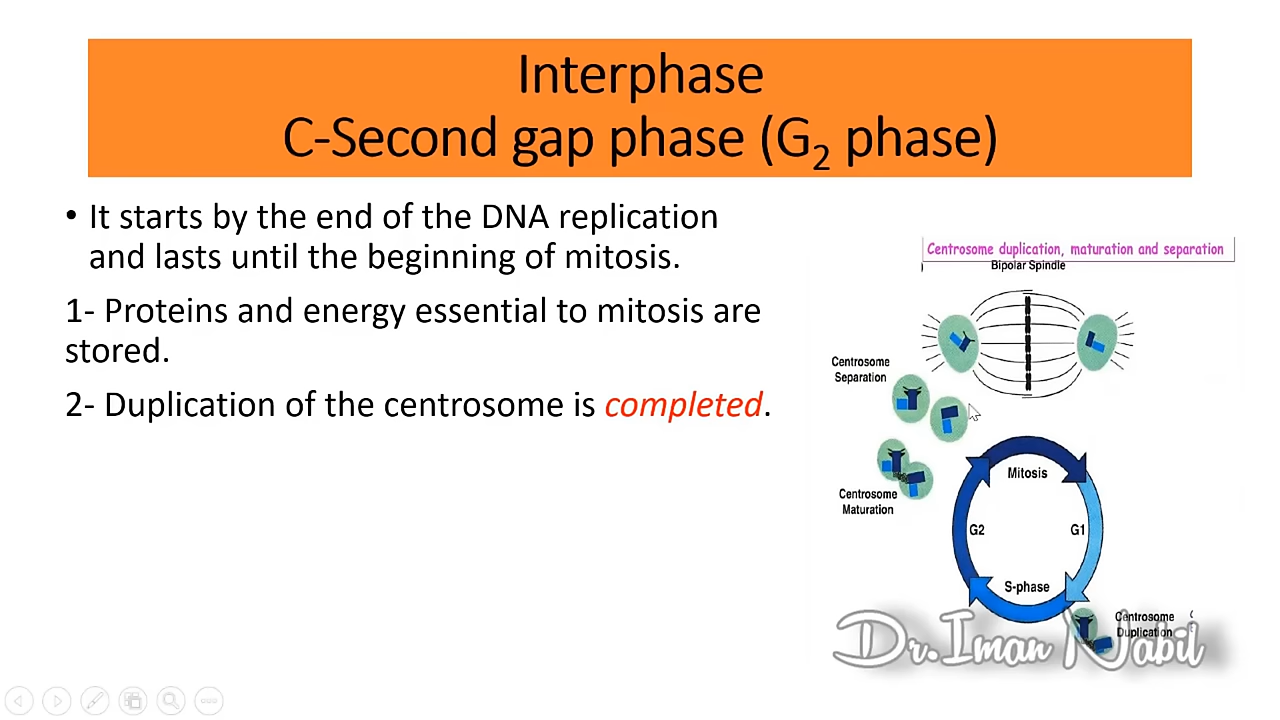 Interphase
C-Second gap phase (G₂ phase)
• It starts by the end of the DNA replication
and lasts until the beginning of mitosis.
1- Proteins and energy essential to mitosis are
stored.
2- Duplication of the centrosome is completed.
Centrosome duplication, maturation and separation
Bipolar Spindle
Centrosome
Separation
Centrosome
Maturation
Mitosis
G2
G1
S-phase
Centrosome
Duplication
Dr.Iman Nabil